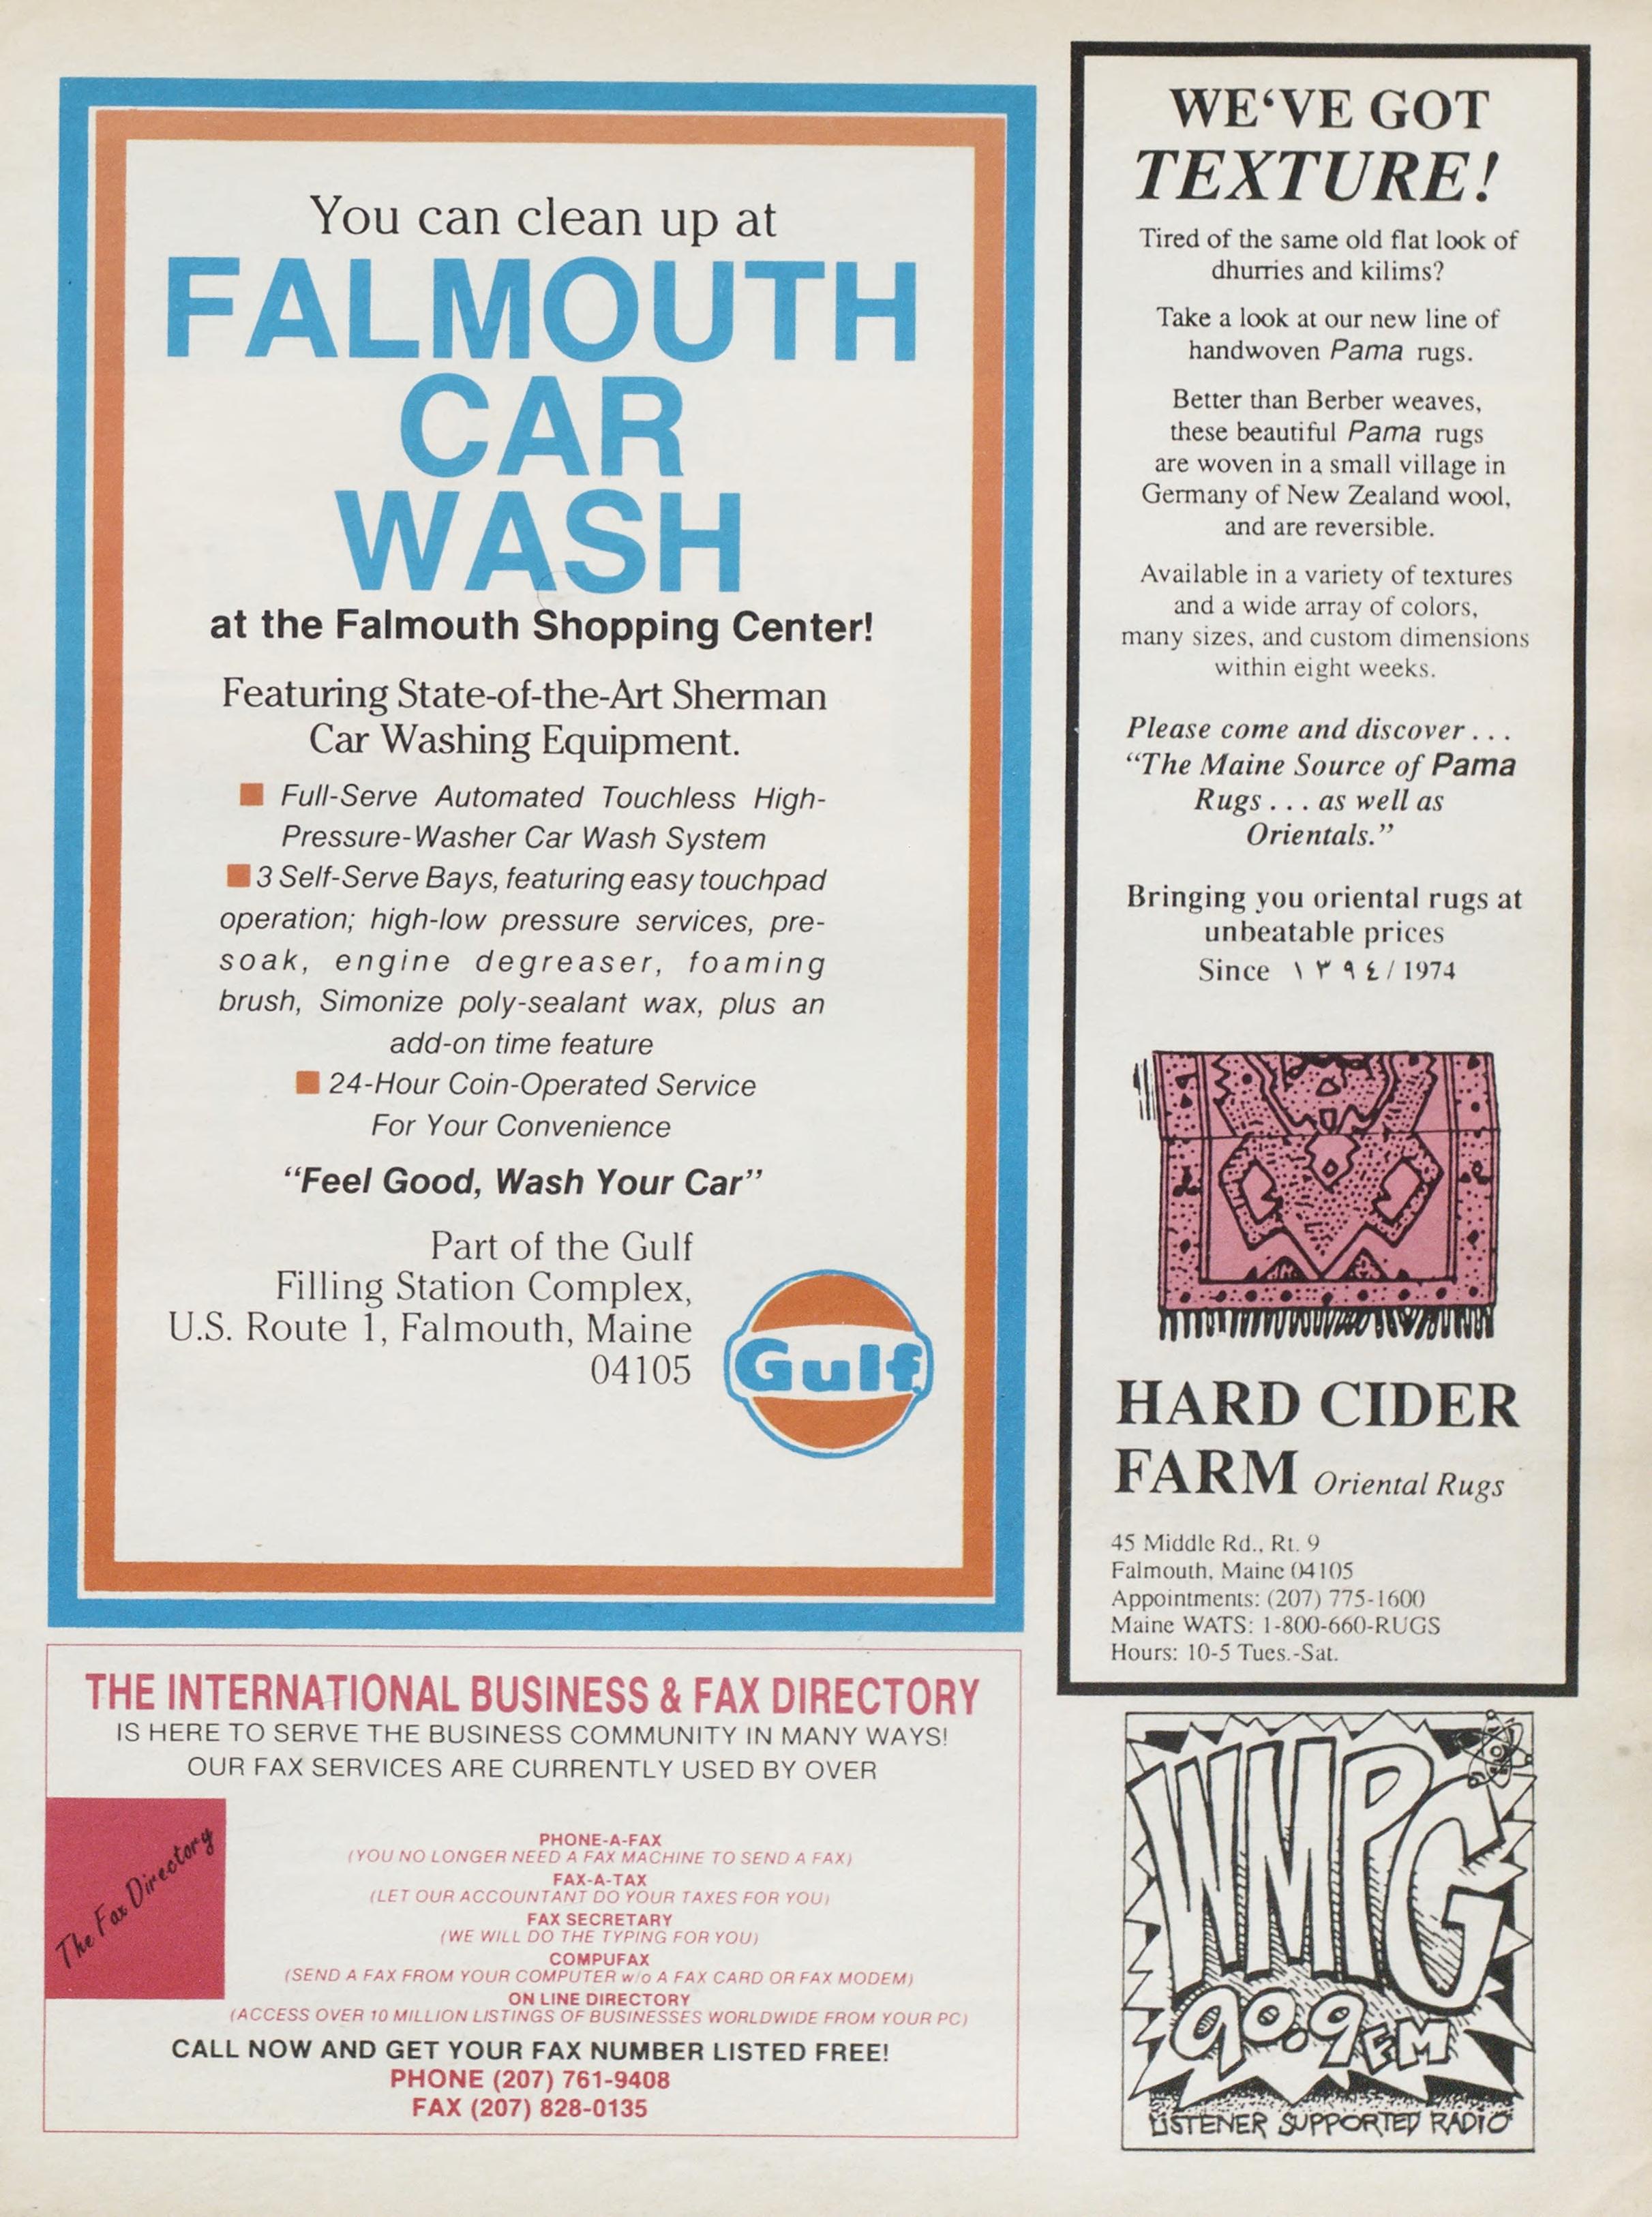 You can clean up at
FALMOUTH
CAR
WASH
at the Falmouth Shopping Center!
Featuring State-of-the-Art Sherman
Car Washing Equipment.
■ Full-Serve Automated Touchless High-
Pressure-Washer Car Wash System
■ 3 Self-Serve Bays, featuring easy touchpad
operation; high-low pressure services, pre-
soak, engine degreaser, foaming
brush, Simonize poly-sealant wax, plus an
add-on time feature
■ 24-Hour Coin-Operated Service
For Your Convenience
“Feel Good, Wash Your Car”
Part of the Gulf
Filling Station Complex,
U.S. Route 1, Falmouth, Maine
04105
Gulf
THE INTERNATIONAL BUSINESS & FAX DIRECTORY
IS HERE TO SERVE THE BUSINESS COMMUNITY IN MANY WAYS!
OUR FAX SERVICES ARE CURRENTLY USED BY OVER
The Fax Directory
PHONE-A-FAX
(YOU NO LONGER NEED A FAX MACHINE TO SEND A FAX)
FAX-A-TAX
(LET OUR ACCOUNTANT DO YOUR TAXES FOR YOU)
FAX SECRETARY
(WE WILL DO THE TYPING FOR YOU)
COMPUFAX
(SEND A FAX FROM YOUR COMPUTER w/o A FAX CARD OR FAX MODEM)
ON LINE DIRECTORY
(ACCESS OVER 10 MILLION LISTINGS OF BUSINESSES WORLDWIDE FROM YOUR PC)
CALL NOW AND GET YOUR FAX NUMBER LISTED FREE!
PHONE (207) 761-9408
FAX (207) 828-0135
WE‘VE GOT
TEXTURE!
Tired of the same old flat look of
dhurries and kilims?
Take a look at our new line of
handwoven Pama rugs.
Better than Berber weaves,
these beautiful Pama rugs
are woven in a small village in
Germany of New Zealand wool,
and are reversible.
Available in a variety of textures
and a wide array of colors,
many sizes, and custom dimensions
within eight weeks.
Please come and discover . . .
“The Maine Source of Pama
Rugs . . . as well as
Orientals.”
Bringing you oriental rugs at
unbeatable prices
Since ١٣٩٤/1974
HARD CIDER
FARM Oriental Rugs
45 Middle Rd., Rt. 9
Falmouth, Maine 04105
Appointments: (207) 775-1600
Maine WATS: 1-800-660-RUGS
Hours: 10-5 Tues.-Sat.
WMPG
90.9 FM
LISTENER SUPPORTED RADIO